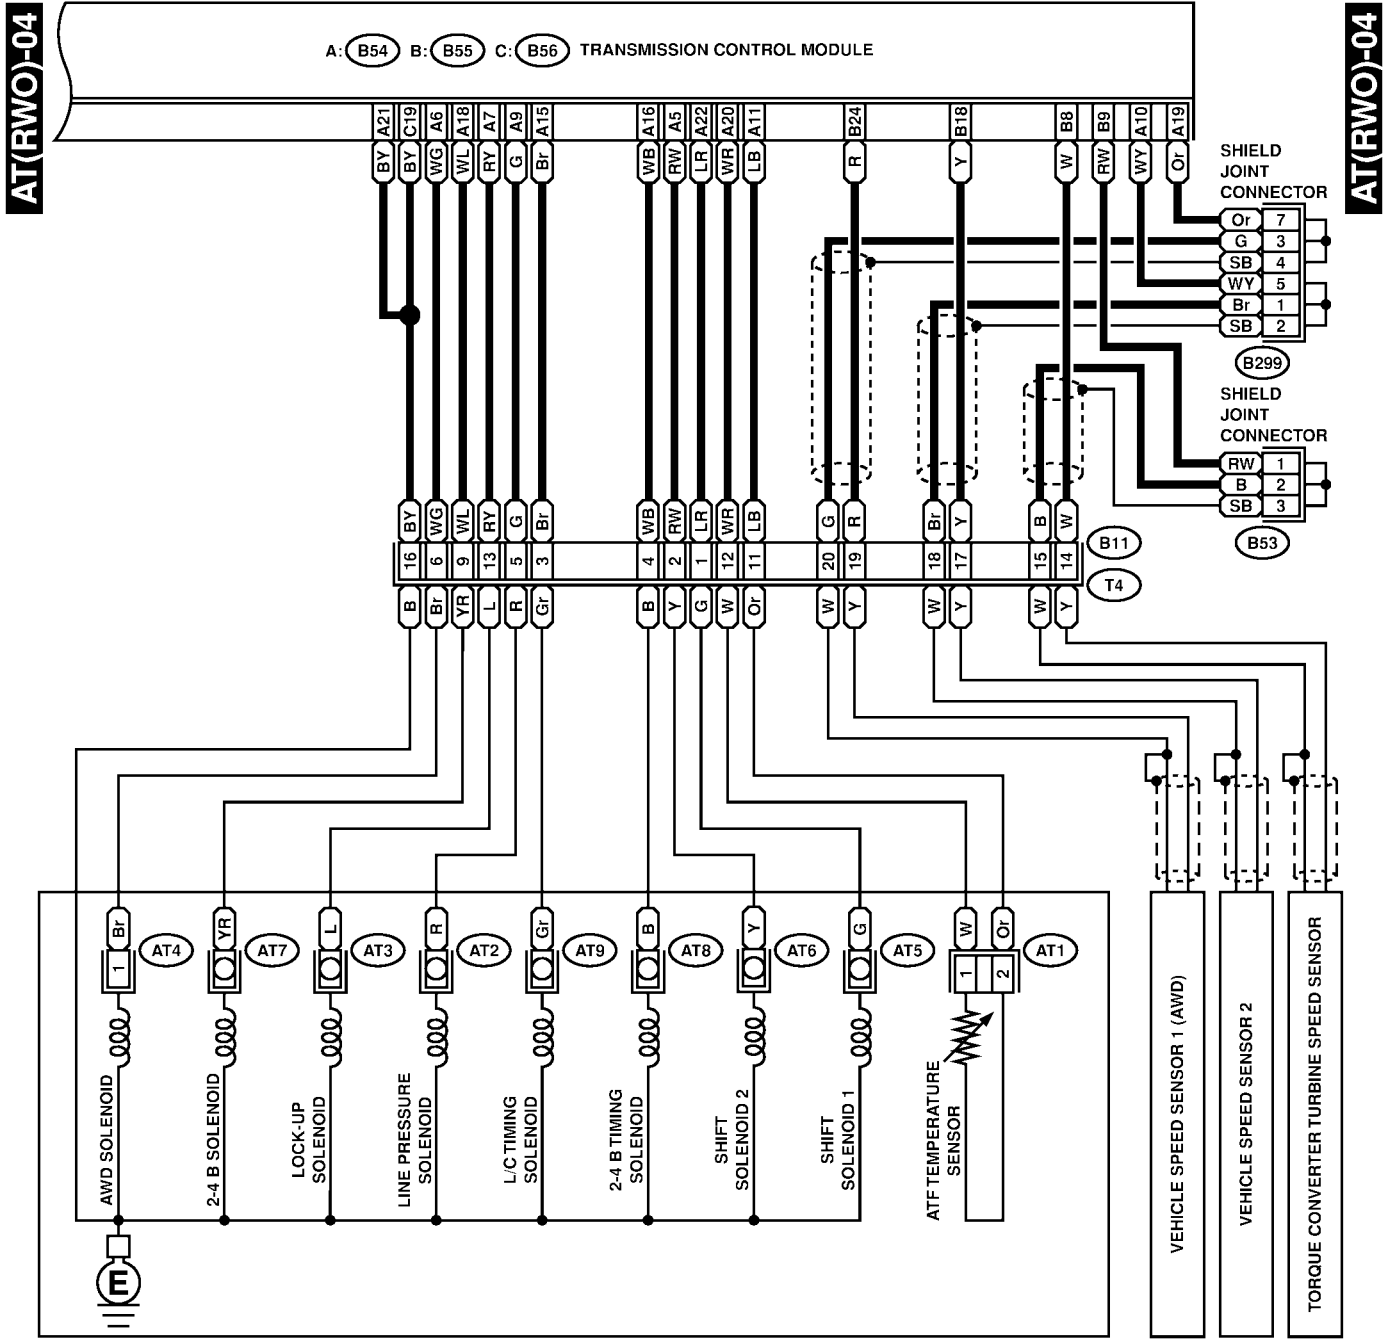 AT(RWO)-04
AT(RWO)-04
A: B54 B: B55 C: B56 TRANSMISSION CONTROL MODULE
A21 C19 A6 A18 A7 A9 A15 A16 A5 A22 A20 A11 B24 B18 B8 B9 A10 A19
BY BY WG WL RY G Br WB RW LR WR LB R Y W RW WY Or
SHIELD
JOINT
CONNECTOR
Or 7
G 3
SB 4
WY 5
Br 1
SB 2
B299
SHIELD
JOINT
CONNECTOR
RW 1
B 2
SB 3
B53
BY WG WL RY G Br WB RW LR WR LB G R Br Y B W
B11
16 6 9 13 5 3 4 2 1 12 11 20 19 18 17 15 14
T4
B Br YR L R Gr B Y G W Or W Y W Y W Y
Br YR L R Gr B Y G W Or
AT4 AT7 AT3 AT2 AT9 AT8 AT6 AT5 AT1
1 1 2
AWD SOLENOID
2-4 B SOLENOID
LOCK-UP
SOLENOID
LINE PRESSURE
SOLENOID
L/C TIMING
SOLENOID
2-4 B TIMING
SOLENOID
SHIFT
SOLENOID 2
SHIFT
SOLENOID 1
ATF TEMPERATURE
SENSOR
VEHICLE SPEED SENSOR 1 (AWD)
VEHICLE SPEED SENSOR 2
TORQUE CONVERTER TURBINE SPEED SENSOR
E